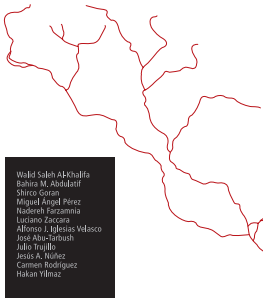 Walid Saleh Al-Khalifa
Bahira M. Abdulatif
Shirco Goran
Miguel Ángel Pérez
Nadereh Farzamnia
Luciano Zaccara
Alfonso J. Iglesias Velasco
José Abu-Tarbush
Julio Trujillo
Jesús A. Núñez
Carmen Rodríguez
Hakan Yilmaz